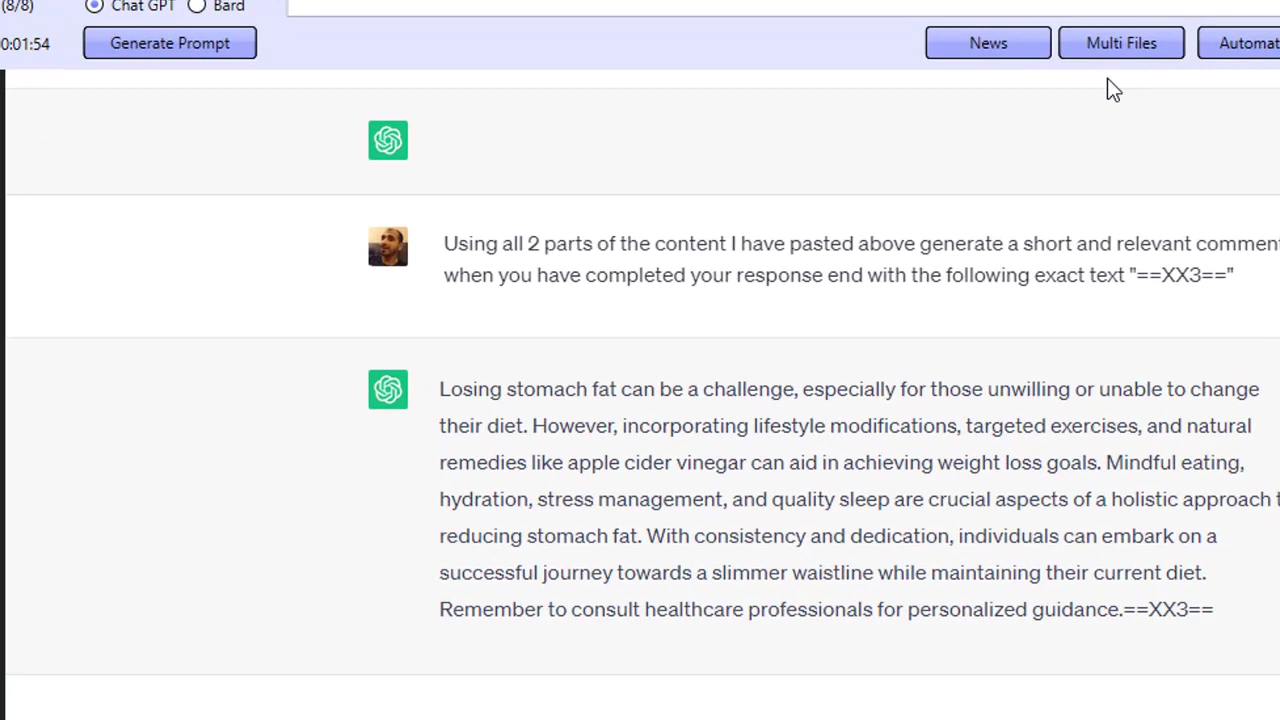 (8/8) Chat GPT Bard
0:01:54 Generate Prompt News Multi Files Automat
Using all 2 parts of the content I have pasted above generate a short and relevant commen
when you have completed your response end with the following exact text "==XX3=="
Losing stomach fat can be a challenge, especially for those unwilling or unable to change
their diet. However, incorporating lifestyle modifications, targeted exercises, and natural
remedies like apple cider vinegar can aid in achieving weight loss goals. Mindful eating,
hydration, stress management, and quality sleep are crucial aspects of a holistic approach t
reducing stomach fat. With consistency and dedication, individuals can embark on a
successful journey towards a slimmer waistline while maintaining their current diet.
Remember to consult healthcare professionals for personalized guidance.==XX3==